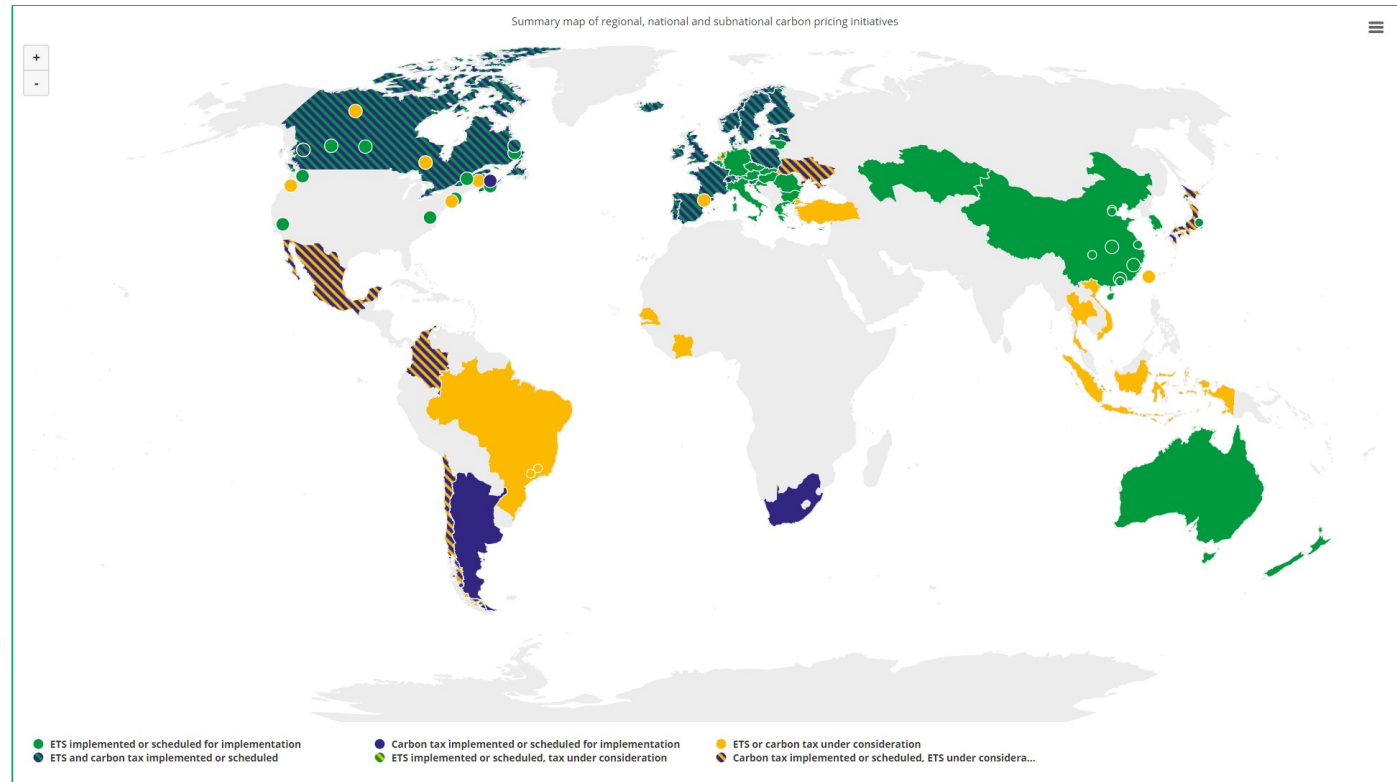 Summary map of regional, national and subnational carbon pricing initiatives
+
-
ETS implemented or scheduled for implementation
Carbon tax implemented or scheduled for implementation
ETS or carbon tax under consideration
ETS and carbon tax implemented or scheduled
ETS implemented or scheduled, tax under consideration
Carbon tax implemented or scheduled, ETS under considera...